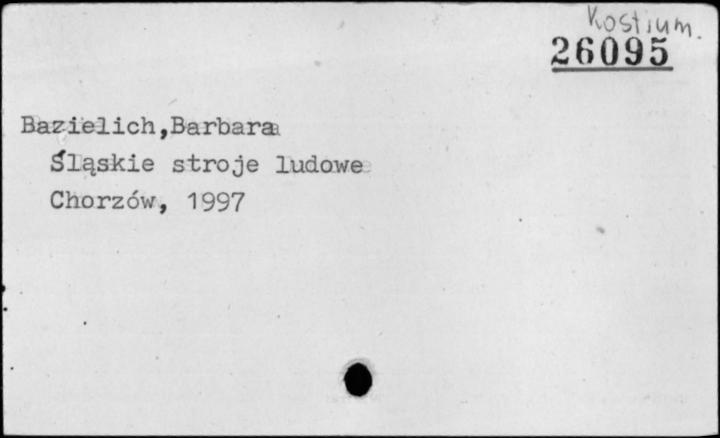 Kostium.
26095
Bazielich,Barbara
Śląskie stroje ludowe
Chorzów, 1997